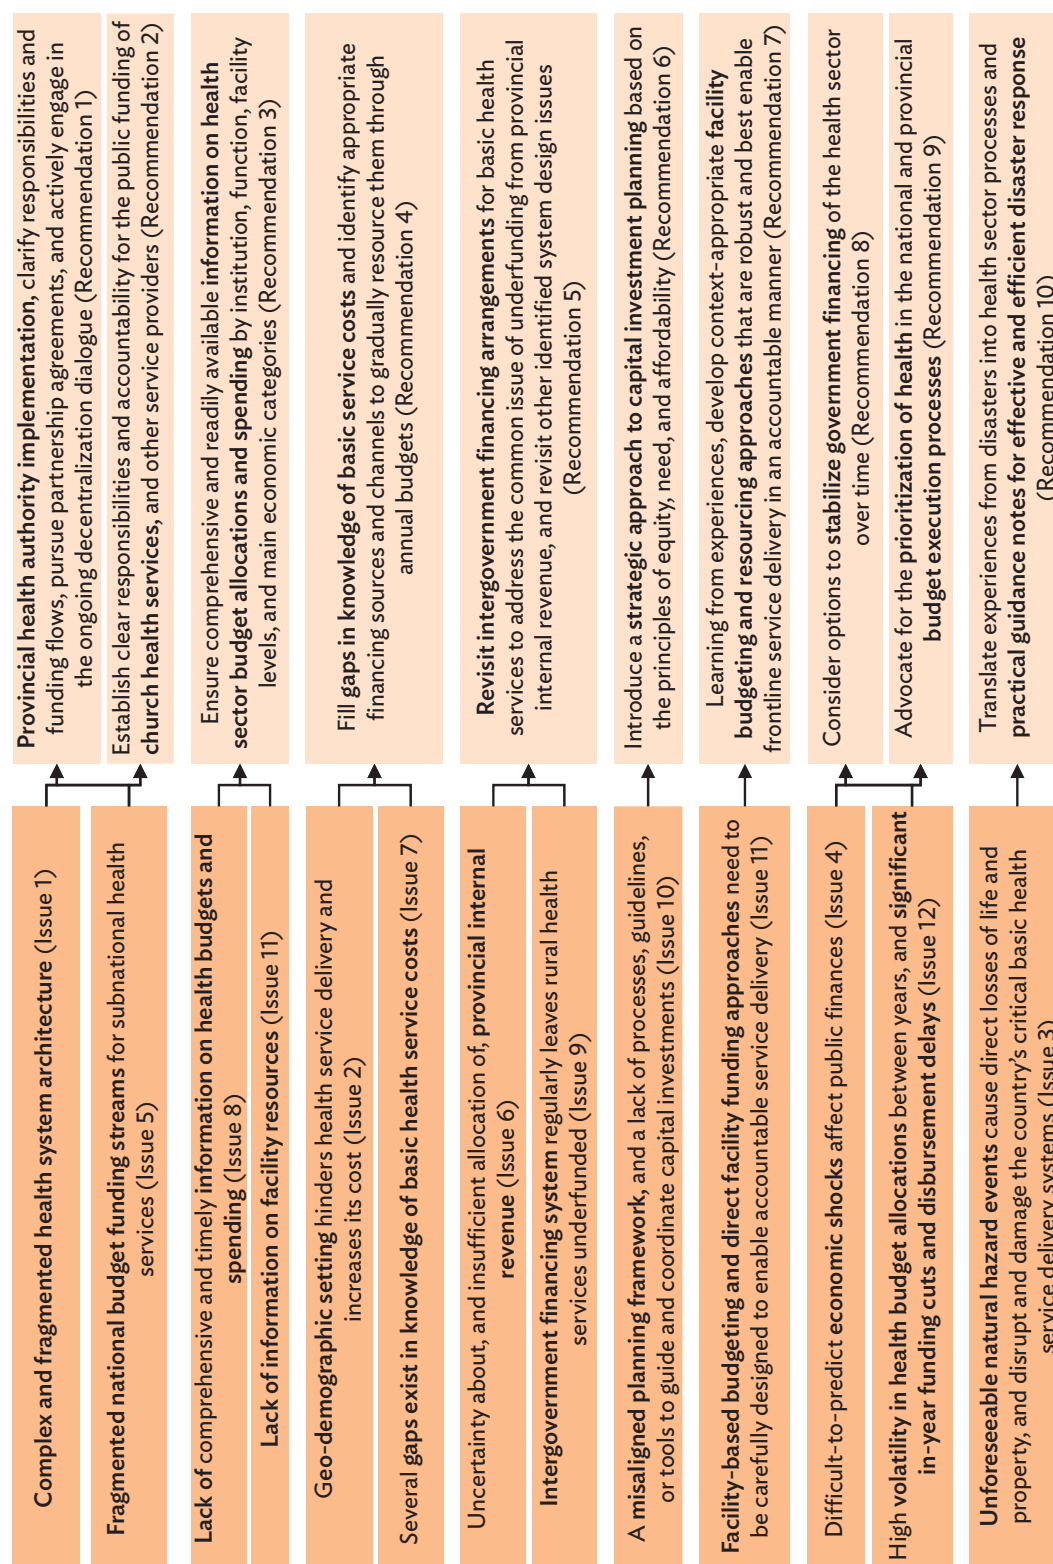 Complex and fragmented health system architecture (Issue 1)
Fragmented national budget funding streams for subnational health
services (Issue 5)
Provincial health authority implementation, clarify responsibilities and
funding flows, pursue partnership agreements, and actively engage in
the ongoing decentralization dialogue (Recommendation 1)
Establish clear responsibilities and accountability for the public funding of
church health services, and other service providers (Recommendation 2)
Lack of comprehensive and timely information on health budgets and
spending (Issue 8)
Lack of information on facility resources (Issue 11)
Ensure comprehensive and readily available information on health
sector budget allocations and spending by institution, function, facility
levels, and main economic categories (Recommendation 3)
Geo-demographic setting hinders health service delivery and
increases its cost (Issue 2)
Several gaps exist in knowledge of basic health service costs (Issue 7)
Fill gaps in knowledge of basic service costs and identify appropriate
financing sources and channels to gradually resource them through
annual budgets (Recommendation 4)
Uncertainty about, and insufficient allocation of, provincial internal
revenue (Issue 6)
Intergovernment financing system regularly leaves rural health
services underfunded (Issue 9)
Revisit intergovernment financing arrangements for basic health
services to address the common issue of underfunding from provincial
internal revenue, and revisit other identified system design issues
(Recommendation 5)
A misaligned planning framework, and a lack of processes, guidelines,
or tools to guide and coordinate capital investments (Issue 10)
Introduce a strategic approach to capital investment planning based on
the principles of equity, need, and affordability (Recommendation 6)
Facility-based budgeting and direct facility funding approaches need to
be carefully designed to enable accountable service delivery (Issue 11)
Learning from experiences, develop context-appropriate facility
budgeting and resourcing approaches that are robust and best enable
frontline service delivery in an accountable manner (Recommendation 7)
Difficult-to-predict economic shocks affect public finances (Issue 4)
High volatility in health budget allocations between years, and significant
in-year funding cuts and disbursement delays (Issue 12)
Consider options to stabilize government financing of the health sector
over time (Recommendation 8)
Advocate for the prioritization of health in the national and provincial
budget execution processes (Recommendation 9)
Unforeseeable natural hazard events cause direct losses of life and
property, and disrupt and damage the country's critical basic health
service delivery systems (Issue 3)
Translate experiences from disasters into health sector processes and
practical guidance notes for effective and efficient disaster response
(Recommendation 10)